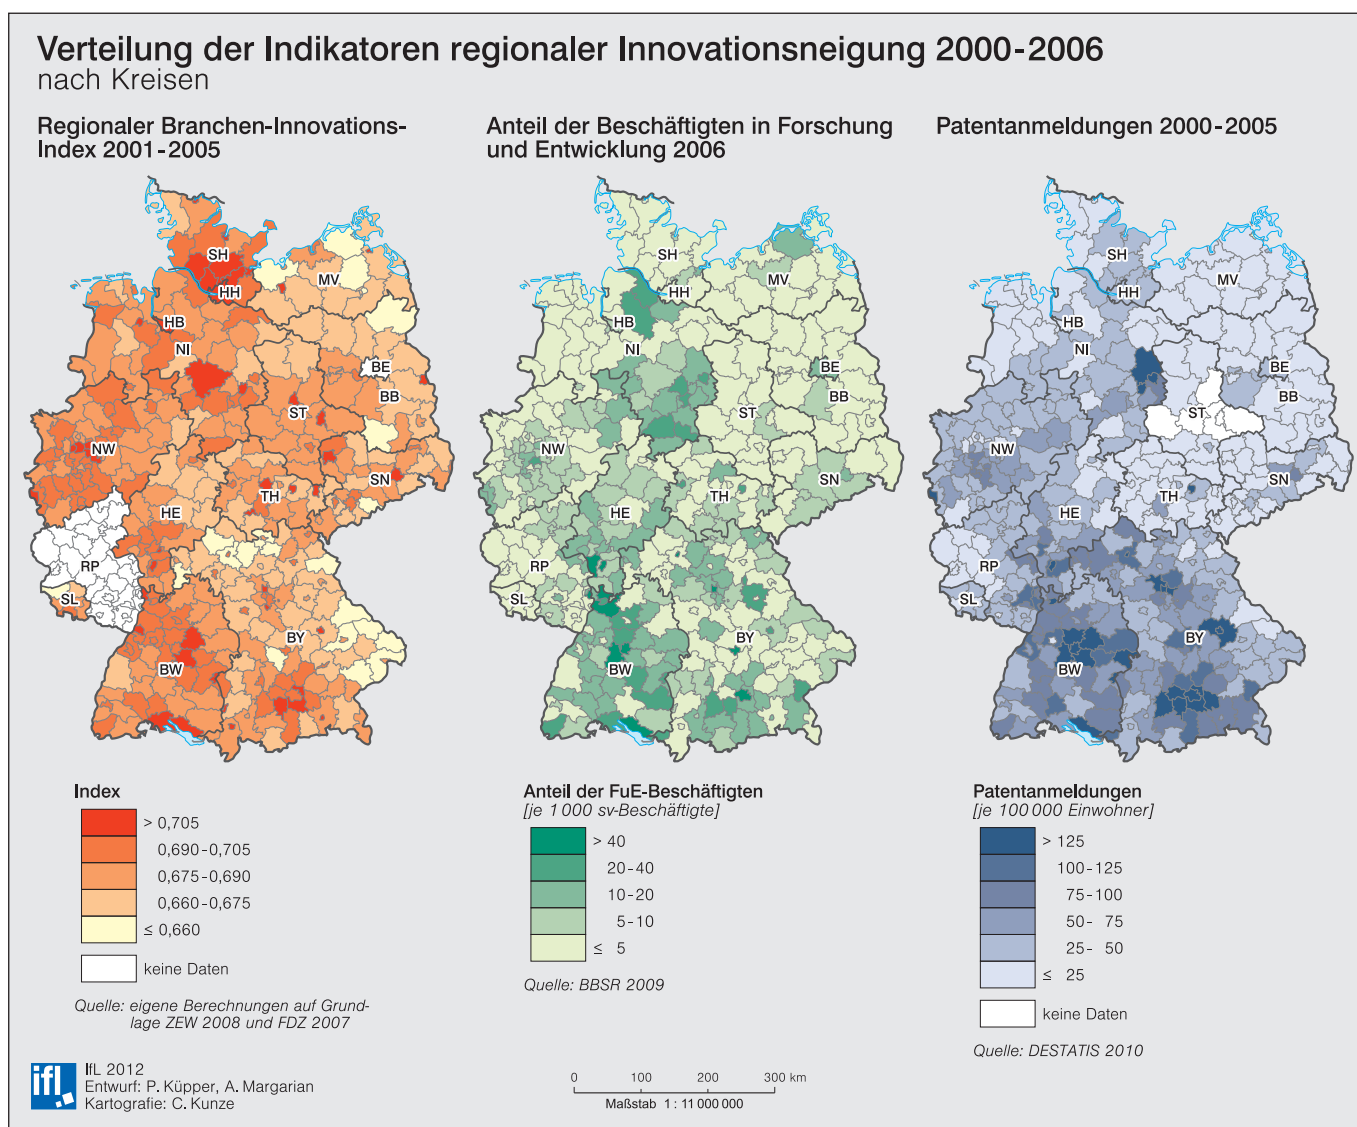 Verteilung der Indikatoren regionaler Innovationsneigung 2000-2006
nach Kreisen
Regionaler Branchen-Innovations-
Index 2001-2005
SH
HH
MV
HB
NI
BE
BB
ST
NW
SN
TH
HE
RP
SL
BY
BW
Index
> 0,705
0,690-0,705
0,675-0,690
0,660-0,675
≤ 0,660
keine Daten
Quelle: eigene Berechnungen auf Grund-
lage ZEW 2008 und FDZ 2007
Anteil der Beschäftigten in Forschung
und Entwicklung 2006
SH
HH
MV
HB
NI
BE
BB
ST
NW
SN
TH
HE
RP
SL
BY
BW
Anteil der FuE-Beschäftigten
[je 1 000 sv-Beschäftigte]
> 40
20-40
10-20
5-10
≤ 5
Quelle: BBSR 2009
Patentanmeldungen 2000-2005
SH
HH
MV
HB
NI
BE
BB
ST
NW
SN
TH
HE
RP
SL
BY
BW
Patentanmeldungen
[je 100 000 Einwohner]
> 125
100-125
75-100
50- 75
25- 50
≤ 25
keine Daten
Quelle: DESTATIS 2010
ifl
IfL 2012
Entwurf: P. Küpper, A. Margarian
Kartografie: C. Kunze
0 100 200 300 km
Maßstab 1 : 11 000 000